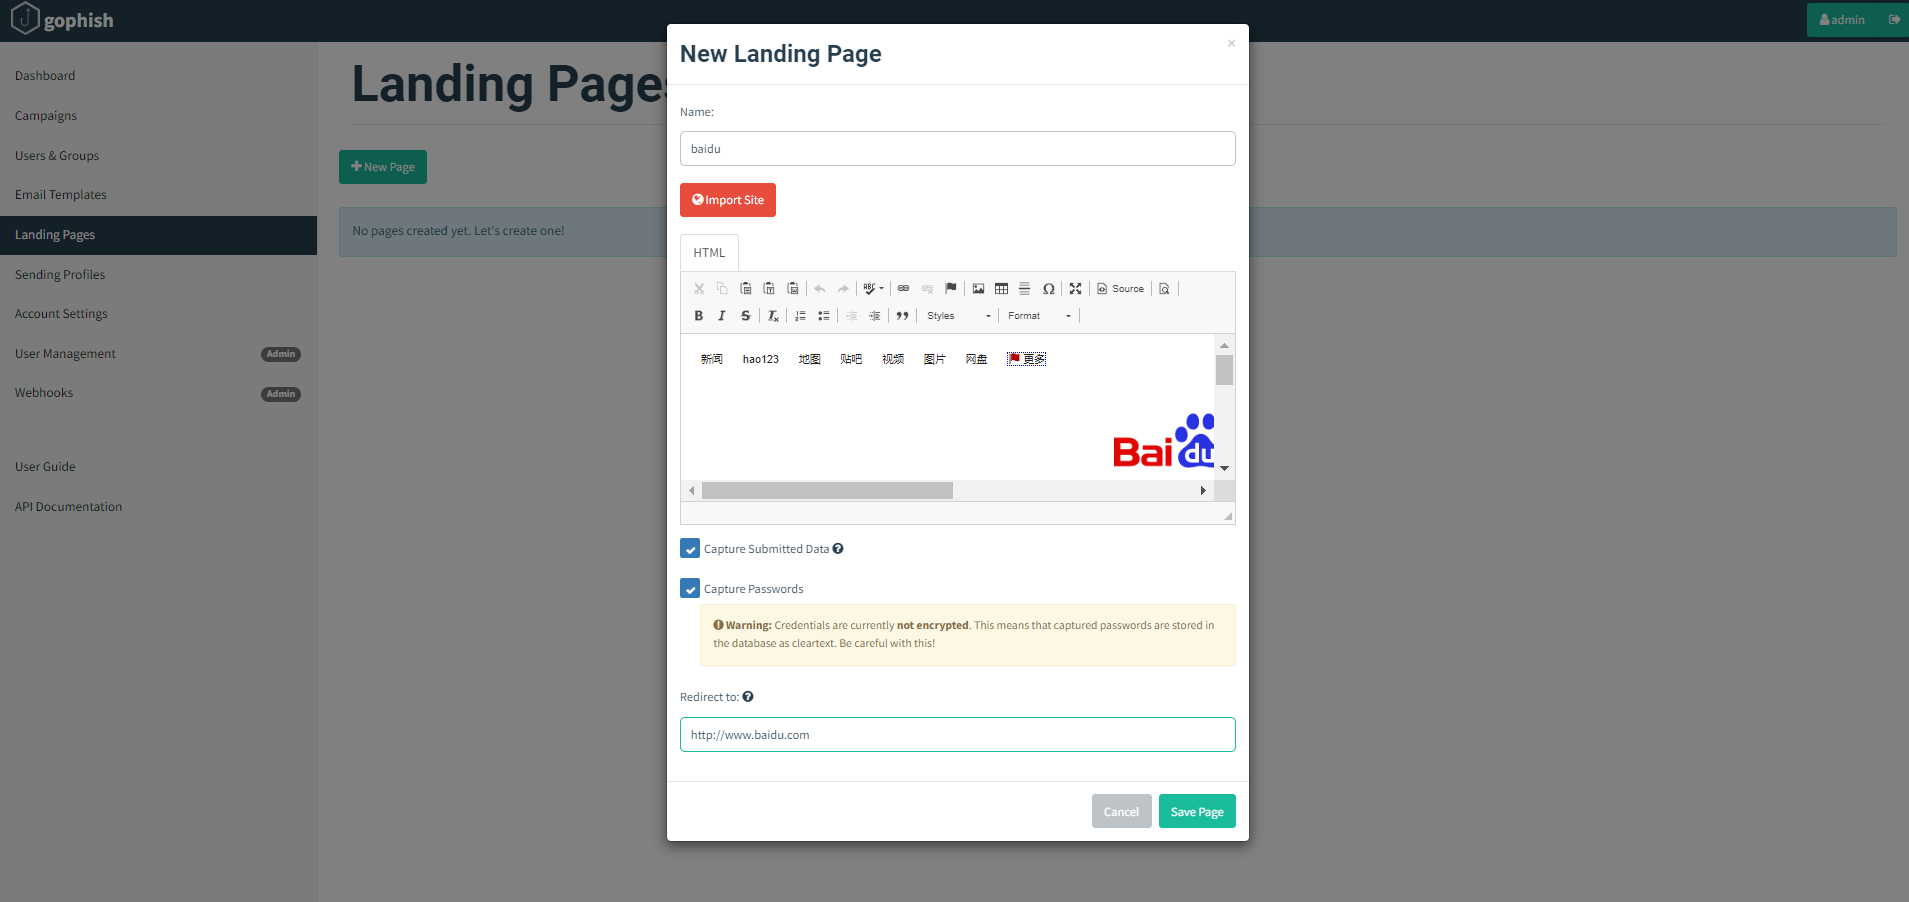 gophish
admin
Dashboard
Campaigns
Users & Groups
Email Templates
Landing Pages
Sending Profiles
Account Settings
User Management Admin
Webhooks Admin
User Guide
API Documentation
Landing Pages
New Page
No pages created yet. Let's create one!
New Landing Page
×
Name:
baidu
Import Site
HTML
ABC
Ω
Source
B I S Tx
Styles
Format
新闻 hao123 地图 贴吧 视频 图片 网盘 更多
Bai du
Capture Submitted Data
Capture Passwords
Warning: Credentials are currently not encrypted. This means that captured passwords are stored in
the database as cleartext. Be careful with this!
Redirect to:
http://www.baidu.com
Cancel
Save Page